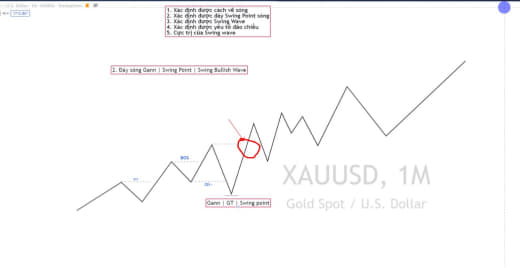 1. Xác định được cách vẽ sóng
2. Xác định được đáy Swing Point sóng
3. Xác định được Swing Wave
4. Xác định được yếu tố đảo chiều
5. Cực trị của Swing wave
2. Đáy sóng Gann | Swing Point | Swing Bullish Wave
BOS
XAUUSD, 1M
Gold Spot / U.S. Dollar
Gann | GT | Swing point